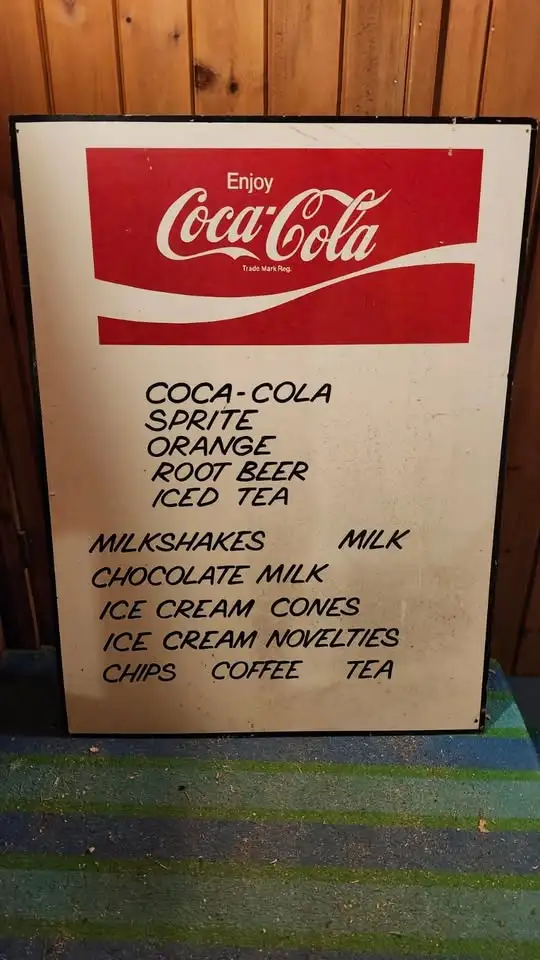 Enjoy
Coca-Cola
Trade Mark Reg.
COCA-COLA
SPRITE
ORANGE
ROOT BEER
ICED TEA
MILKSHAKES MILK
CHOCOLATE MILK
ICE CREAM CONES
ICE CREAM NOVELTIES
CHIPS COFFEE TEA